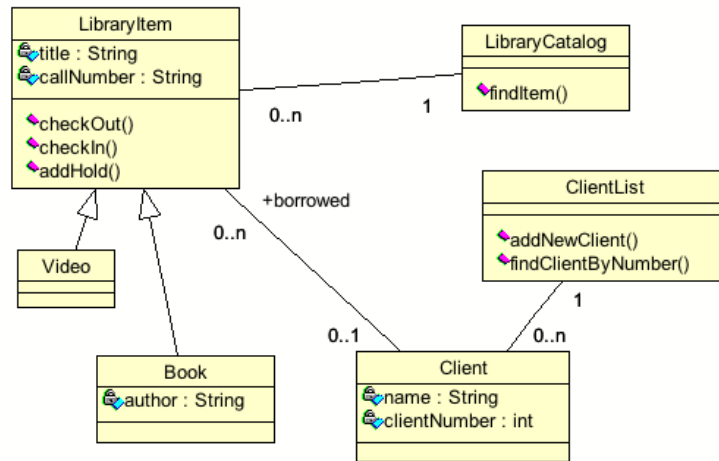 LibraryItem
title : String
callNumber : String
checkOut()
checkIn()
addHold()
LibraryCatalog
findItem()
0..n
1
ClientList
addNewClient()
findClientByNumber()
+borrowed
0..n
0..1
1
0..n
Video
Book
author : String
Client
name : String
clientNumber : int